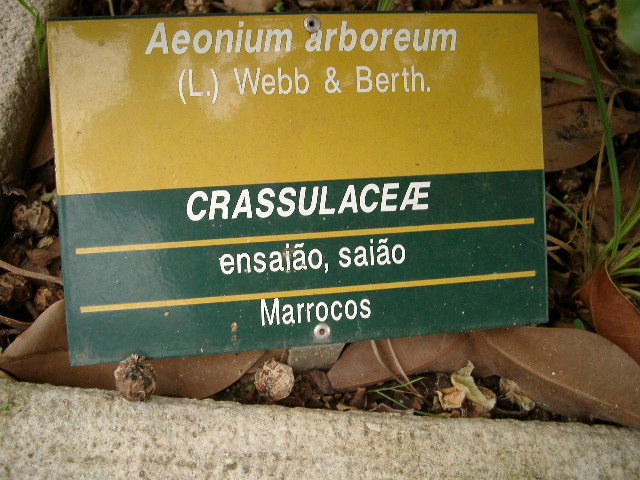 Aeonium arboreum
(L.) Webb & Berth.
CRASSULACEÆ
ensaião, saião
Marrocos